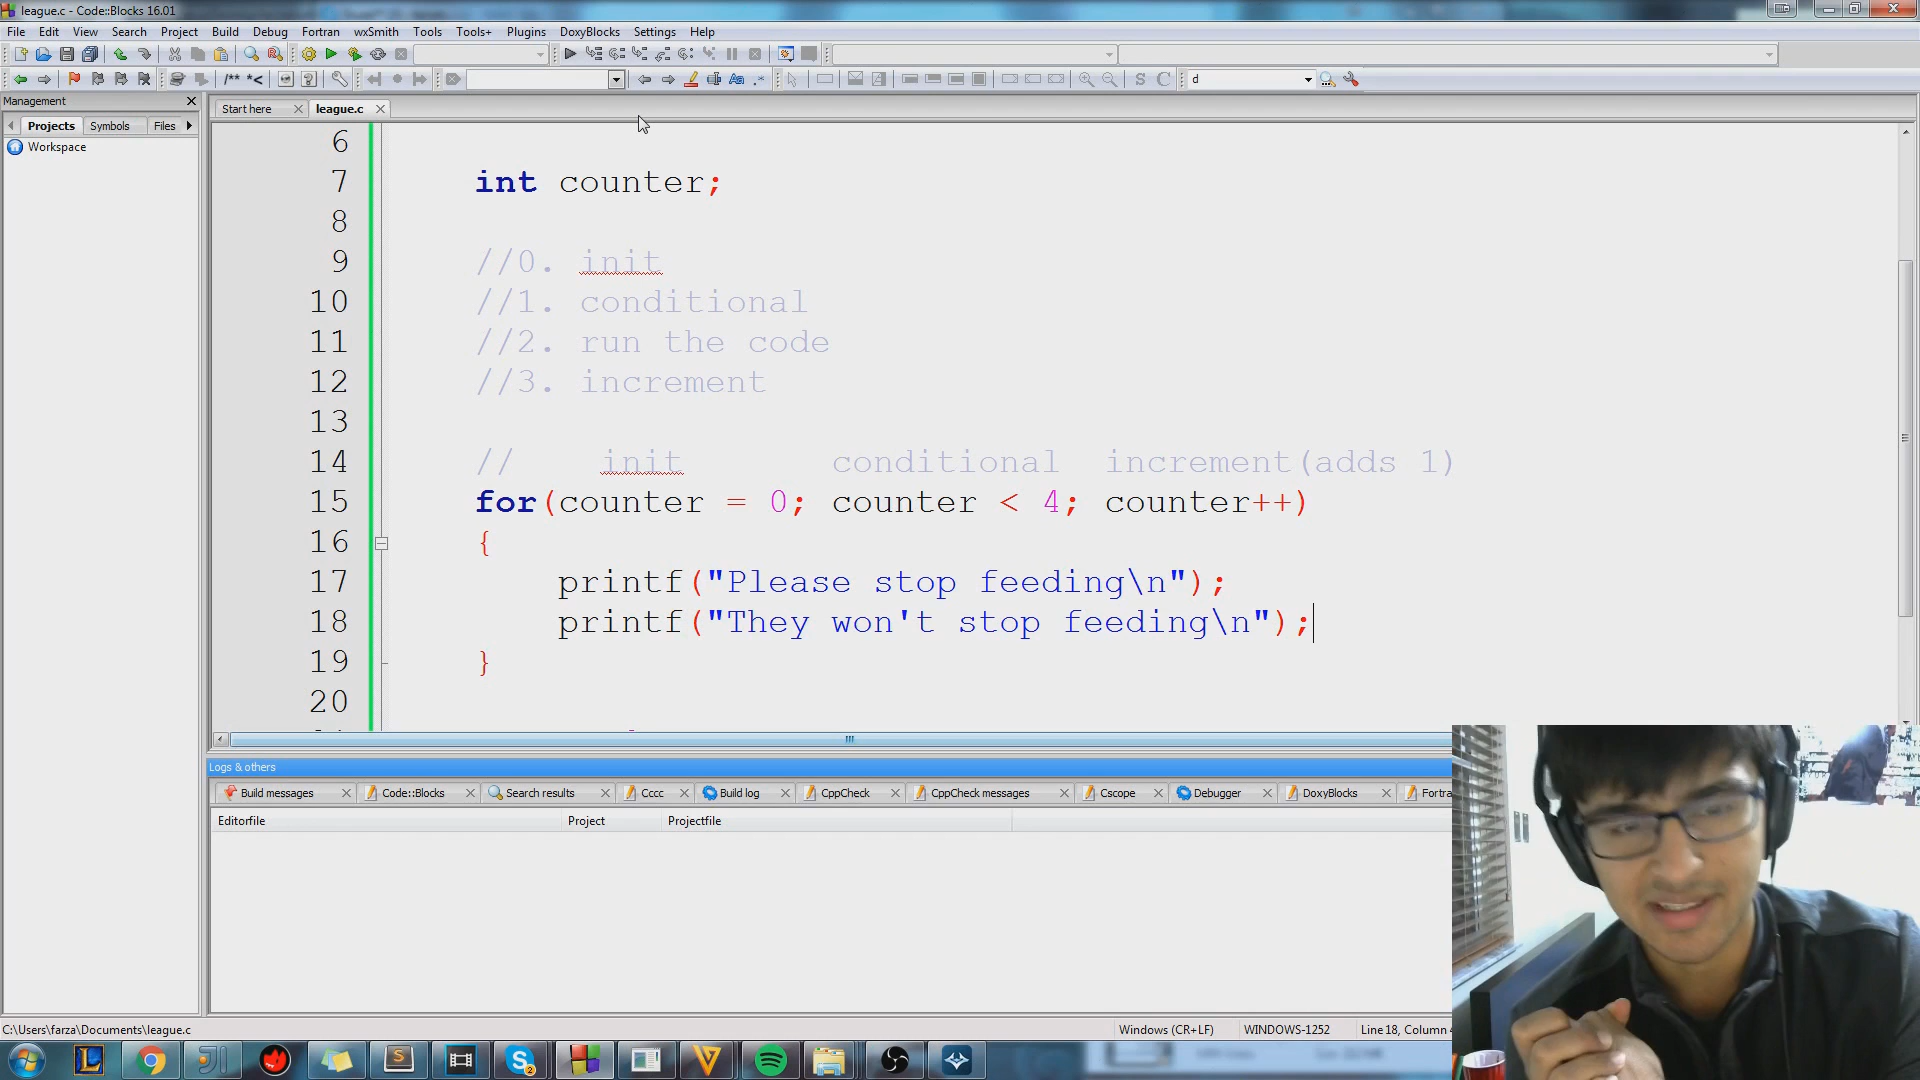 league.c - Code::Blocks 16.01
File Edit View Search Project Build Debug Fortran wxSmith Tools Tools+ Plugins DoxyBlocks Settings Help
/** *< d
Management
Start here league.c
Projects Symbols Files
Workspace
6
7 int counter;
8
9 //0. init
10 //1. conditional
11 //2. run the code
12 //3. increment
13
14 // init conditional increment(adds 1)
15 for(counter = 0; counter < 4; counter++)
16 {
17 printf("Please stop feeding\n");
18 printf("They won't stop feeding\n");
19 }
20
Logs & others
Build messages Code::Blocks Search results Cccc Build log CppCheck CppCheck messages Cscope Debugger DoxyBlocks Fortra
Editorfile Project Projectfile
C:\Users\farza\Documents\league.c Windows (CR+LF) WINDOWS-1252 Line 18, Column